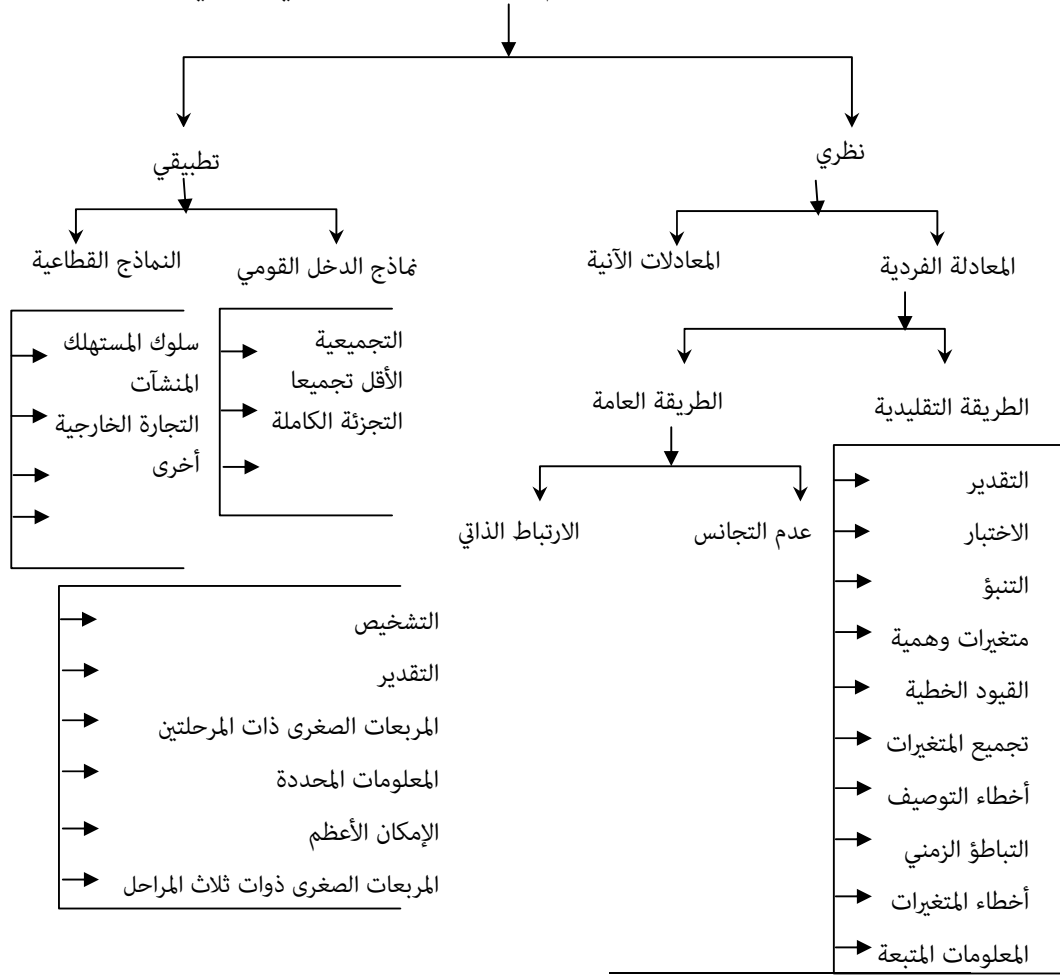 نظري
تطبيقي
المعادلة الفردية
المعادلات الآنية
نماذج الدخل القومي
النماذج القطاعية
الطريقة التقليدية
الطريقة العامة
عدم التجانس
الارتباط الذاتي
التقدير
الاختبار
التنبؤ
متغيرات وهمية
القيود الخطية
تجميع المتغيرات
أخطاء التوصيف
التباطؤ الزمني
أخطاء المتغيرات
المعلومات المتبعة
التجميعية
الأقل تجميعا
التجزئة الكاملة
سلوك المستهلك
المنشآت
التجارة الخارجية
أخرى
التشخيص
التقدير
المربعات الصغرى ذات المرحلتين
المعلومات المحددة
الإمكان الأعظم
المربعات الصغرى ذوات ثلاث المراحل